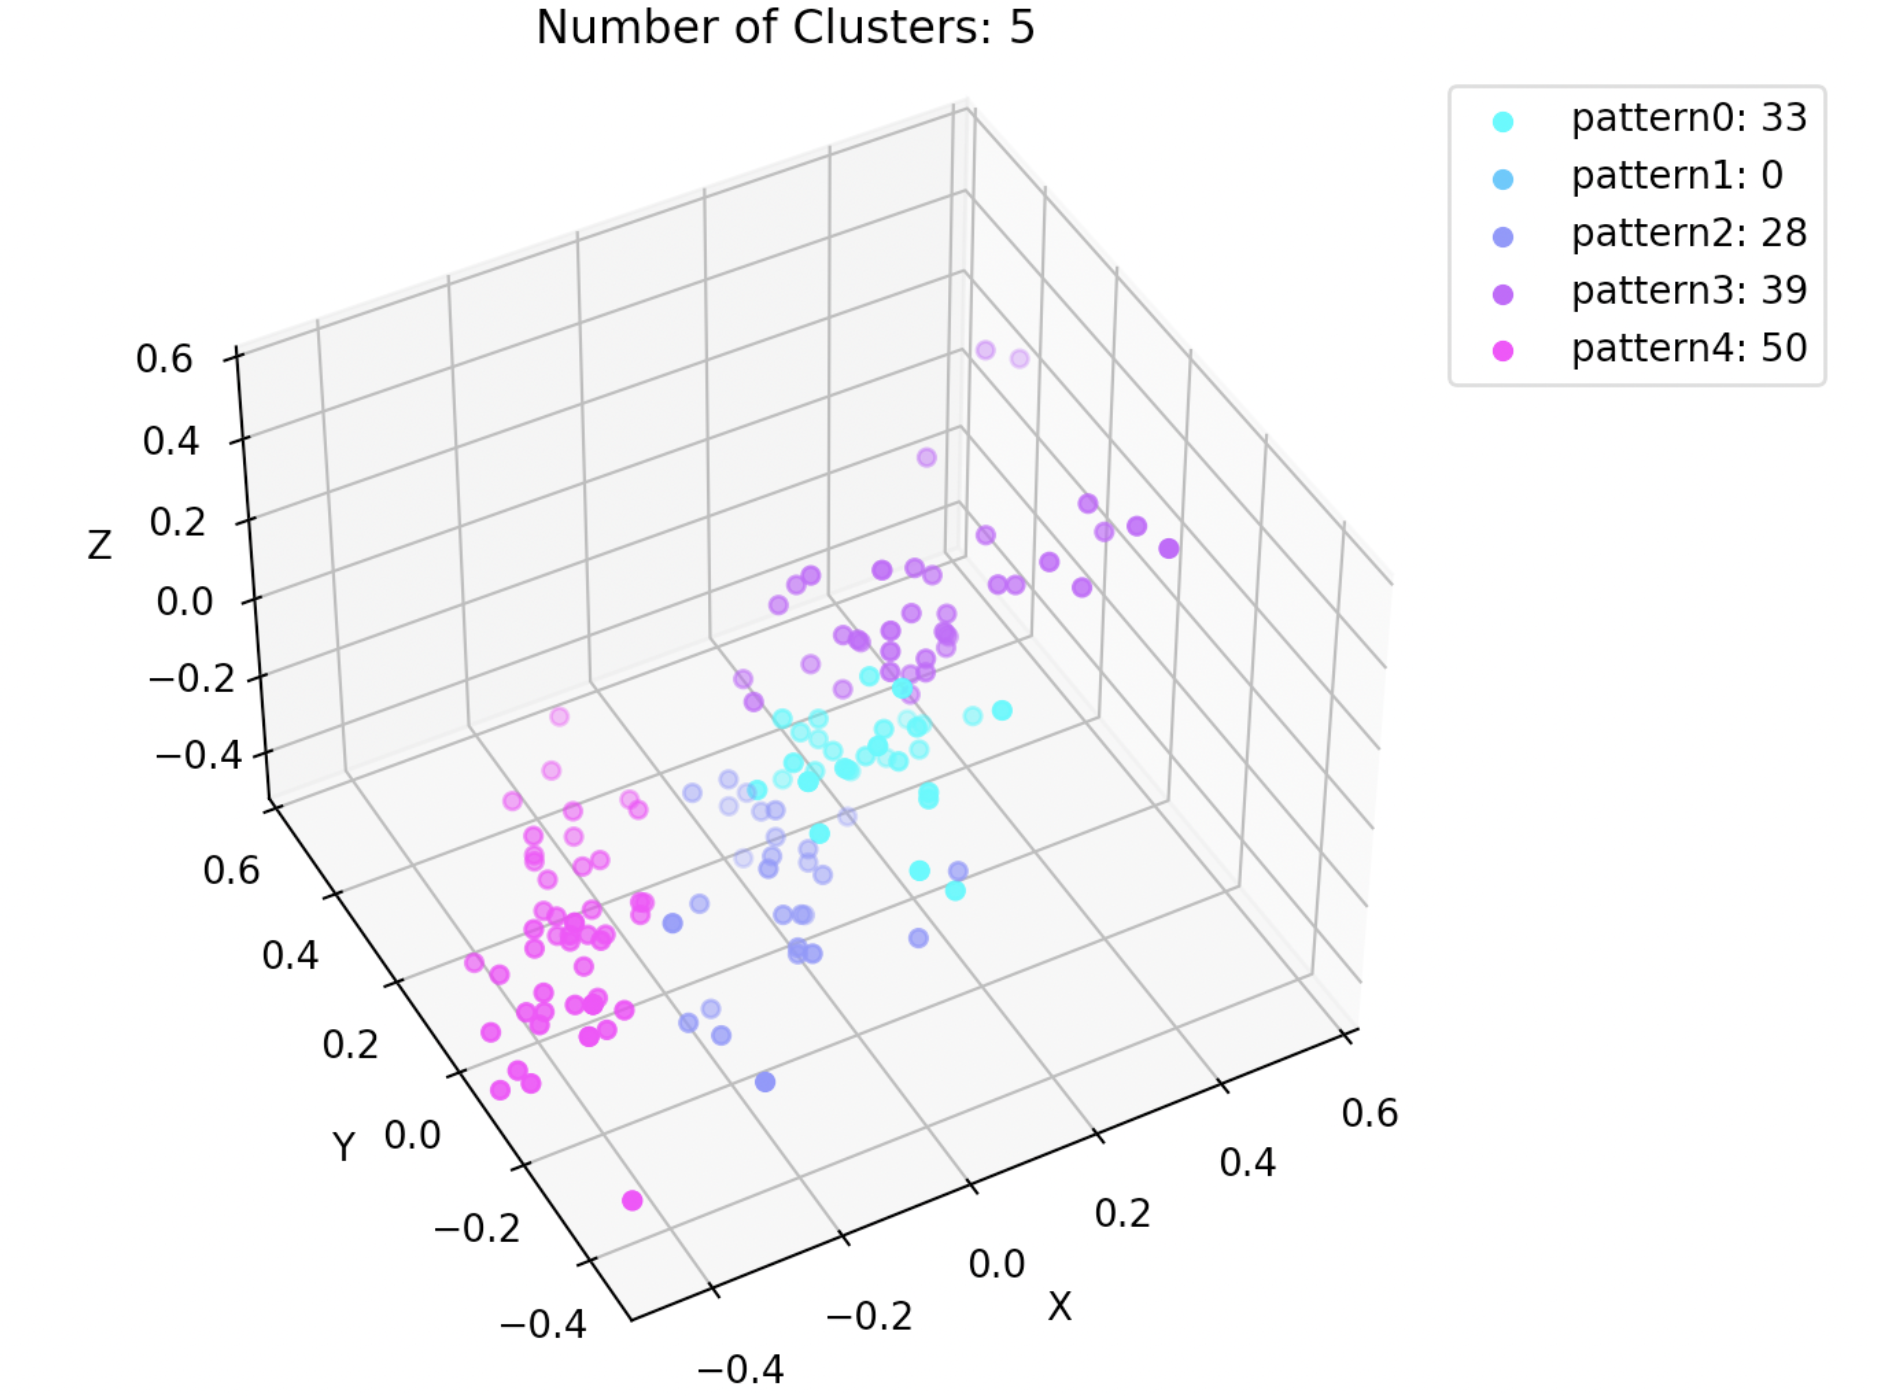 Number of Clusters: 5
pattern0: 33
pattern1: 0
pattern2: 28
pattern3: 39
pattern4: 50
0.6
0.4
0.2
0.0
−0.2
−0.4
Z
0.6
0.4
0.2
0.0
−0.2
−0.4
Y
−0.4
−0.2
0.0
0.2
0.4
0.6
X